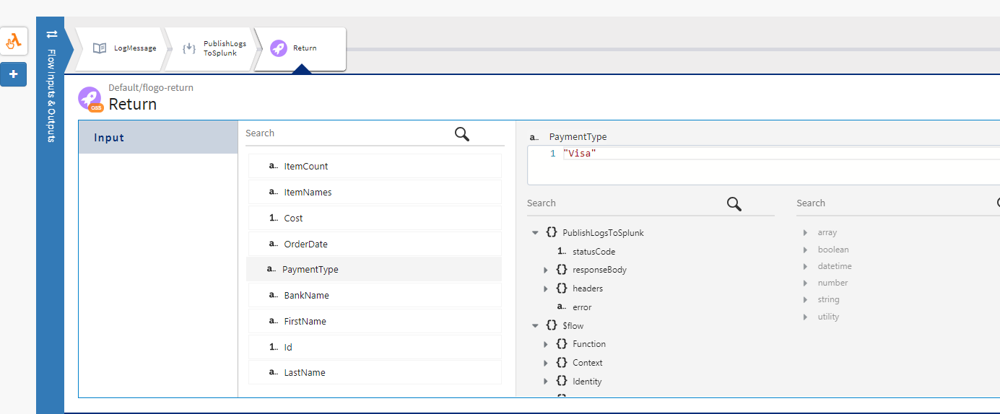 Flow Inputs & Outputs
LogMessage
PublishLogs
ToSplunk
Return
Default/flogo-return
Return
OSS
Input
Search
a.. ItemCount
a.. ItemNames
1.. Cost
a.. OrderDate
a.. PaymentType
a.. BankName
a.. FirstName
1.. Id
a.. LastName
a.. PaymentType
1 "Visa"
Search
{} PublishLogsToSplunk
1.. statusCode
{} responseBody
{} headers
a.. error
{} $flow
{} Function
{} Context
{} Identity
Search
array
boolean
datetime
number
string
utility